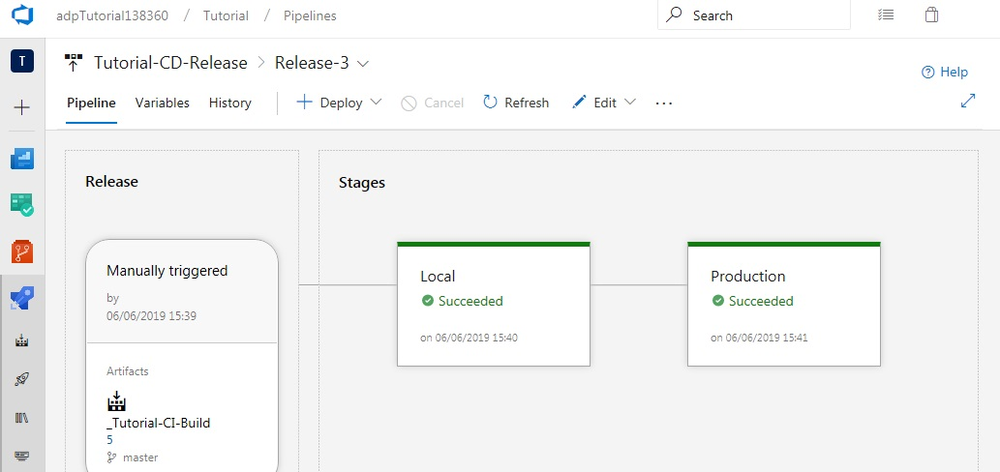 adpTutorial138360 / Tutorial / Pipelines
Search
T
Tutorial-CD-Release > Release-3
Help
Pipeline Variables History + Deploy Cancel Refresh Edit ...
Release
Stages
Manually triggered
by
06/06/2019 15:39
Artifacts
_Tutorial-CI-Build
5
master
Local
Succeeded
on 06/06/2019 15:40
Production
Succeeded
on 06/06/2019 15:41